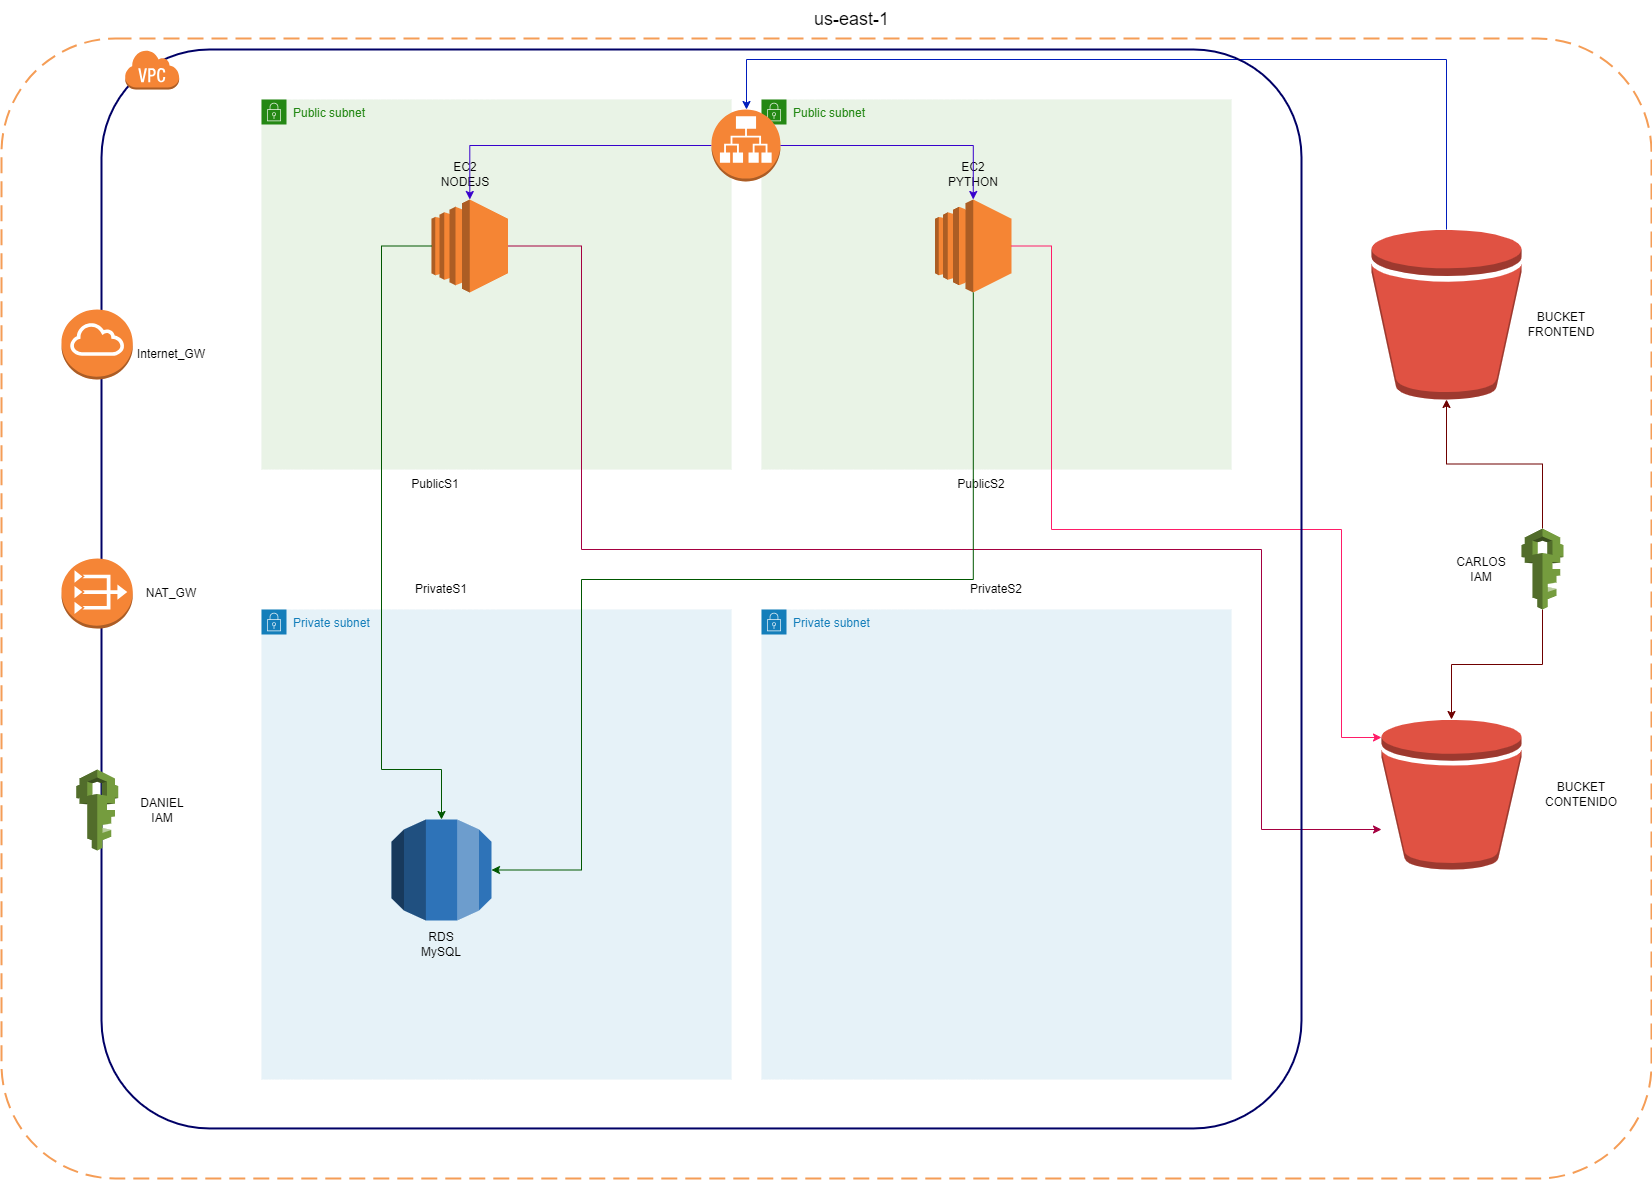 us-east-1
VPC
Public subnet
Public subnet
EC2
NODEJS
EC2
PYTHON
BUCKET
FRONTEND
Internet_GW
PublicS1
PublicS2
CARLOS
IAM
NAT_GW
PrivateS1
PrivateS2
Private subnet
Private subnet
DANIEL
IAM
BUCKET
CONTENIDO
RDS
MySQL